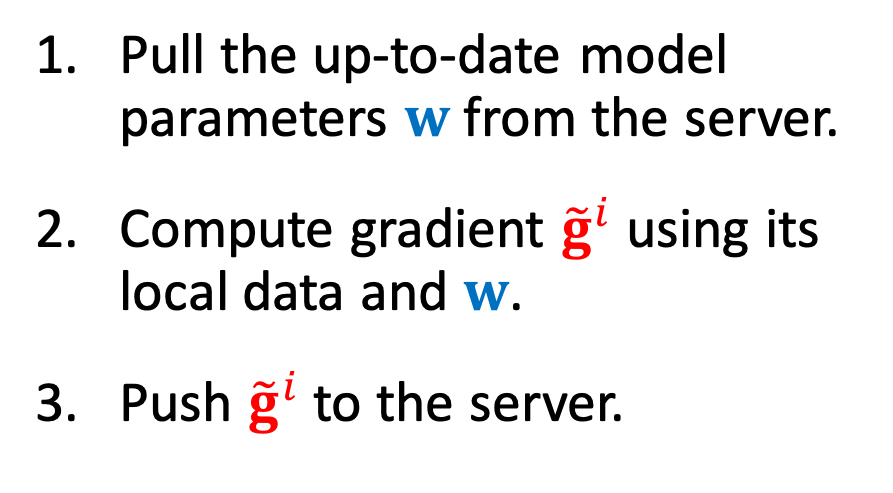 1. Pull the up-to-date model
parameters 𝐰 from the server.
2. Compute gradient 𝐠̃ⁱ using its
local data and 𝐰.
3. Push 𝐠̃ⁱ to the server.